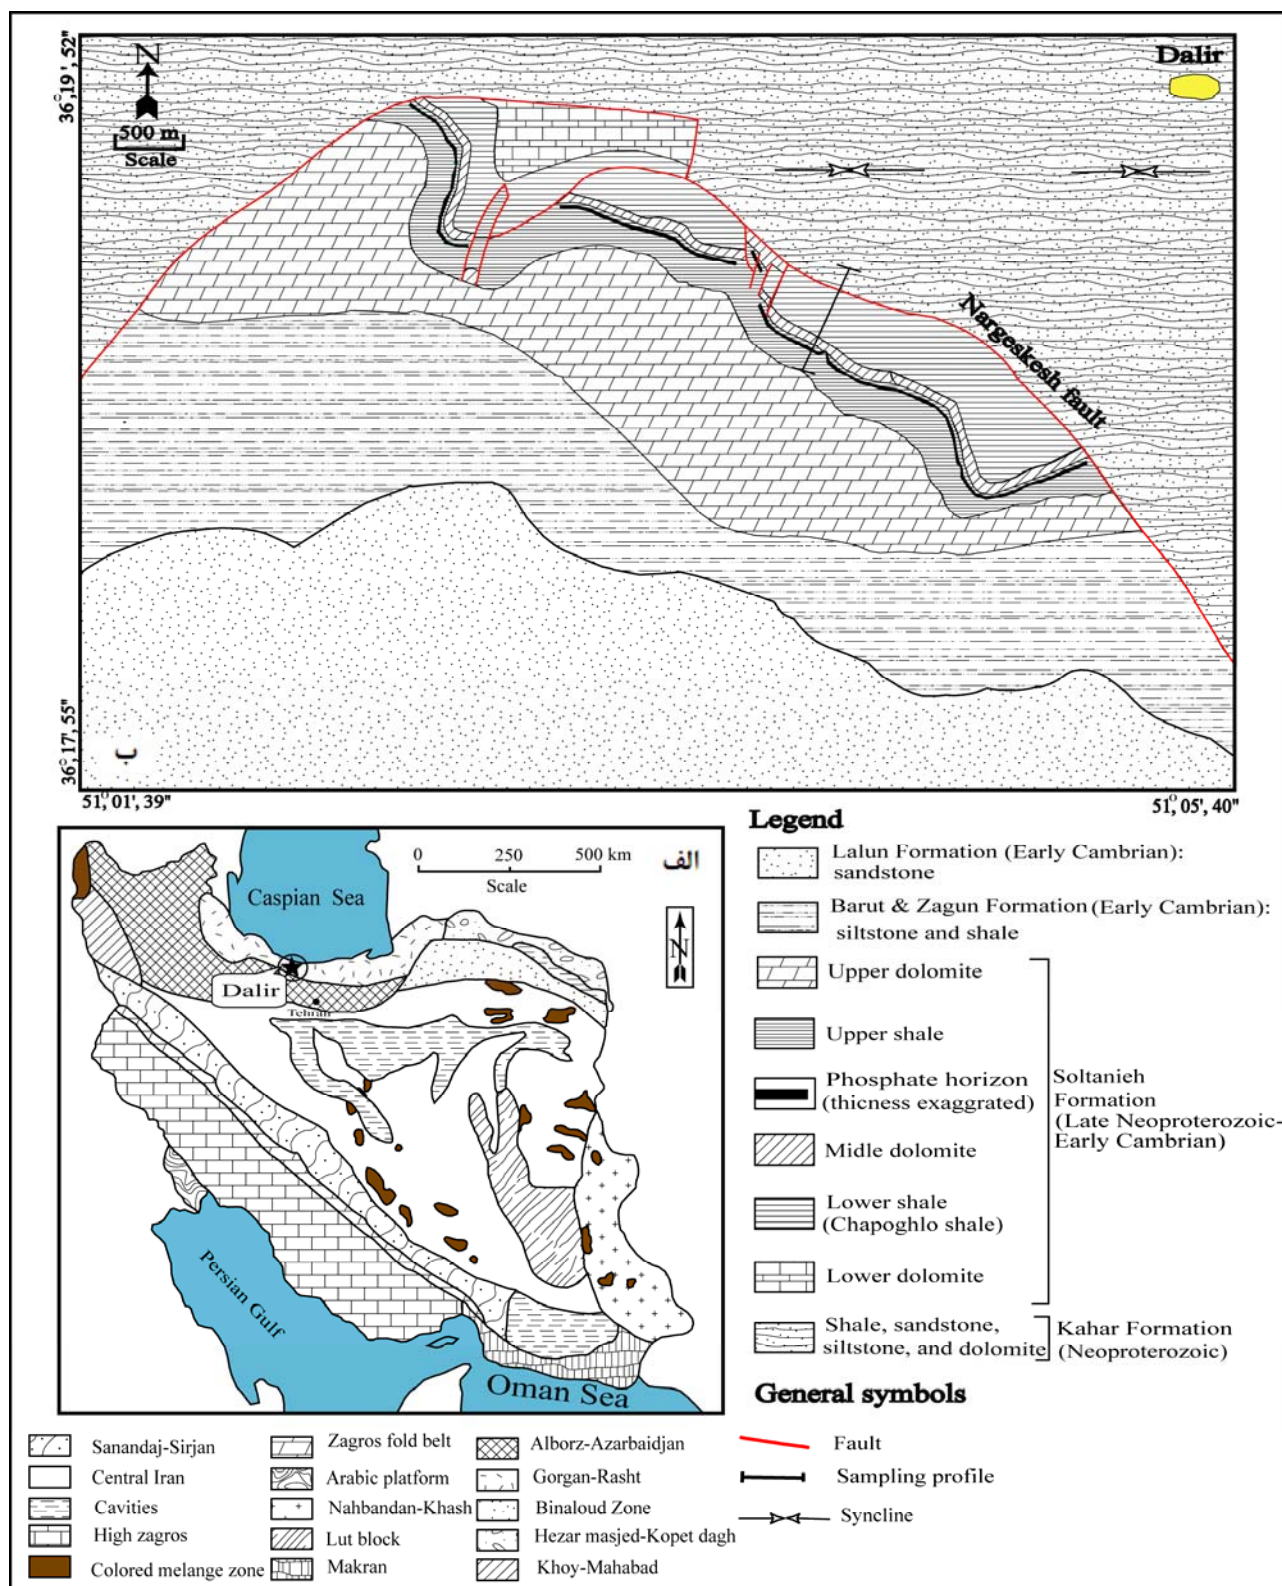 36°,19', 52"
N
500 m
Scale
Dalir
Nargeskesh fault
36°, 17', 55"
ب
51° 01', 39"
51°, 05', 40"
Legend
Lalun Formation (Early Cambrian):
sandstone
Barut & Zagun Formation (Early Cambrian):
siltstone and shale
Upper dolomite
Upper shale
Phosphate horizon
(thicness exaggrated)
Midle dolomite
Lower shale
(Chapoghlo shale)
Lower dolomite
Soltanieh
Formation
(Late Neoproterozoic-
Early Cambrian)
Shale, sandstone,
siltstone, and dolomite
Kahar Formation
(Neoproterozoic)
General symbols
Fault
Sampling profile
Syncline
0 250 500 km
Scale
الف
N
Caspian Sea
Dalir
Tehran
Persian Gulf
Oman Sea
Sanandaj-Sirjan
Central Iran
Cavities
High zagros
Colored melange zone
Zagros fold belt
Arabic platform
Nahbandan-Khash
Lut block
Makran
Alborz-Azarbaidjan
Gorgan-Rasht
Binaloud Zone
Hezar masjed-Kopet dagh
Khoy-Mahabad